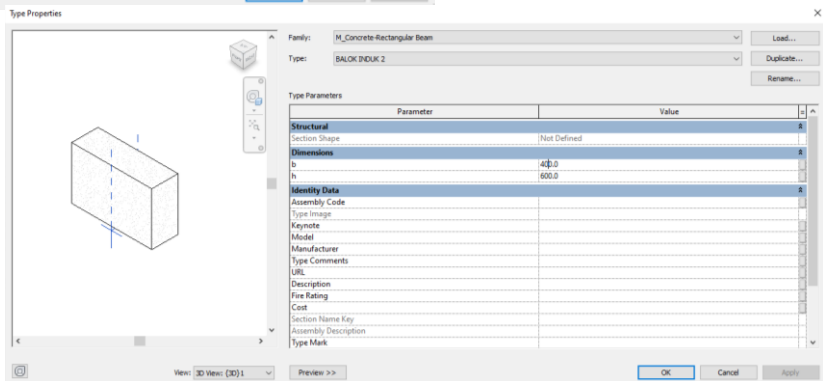 Type Properties
Family: M_Concrete-Rectangular Beam Load...
Type: BALOK INDUK 2 Duplicate...
Rename...
Type Parameters
Parameter Value =
Structural
Section Shape Not Defined
Dimensions
b 400.0
h 600.0
Identity Data
Assembly Code
Type Image
Keynote
Model
Manufacturer
Type Comments
URL
Description
Fire Rating
Cost
Section Name Key
Assembly Description
Type Mark
View: 3D View: {3D}1 Preview >> OK Cancel Apply